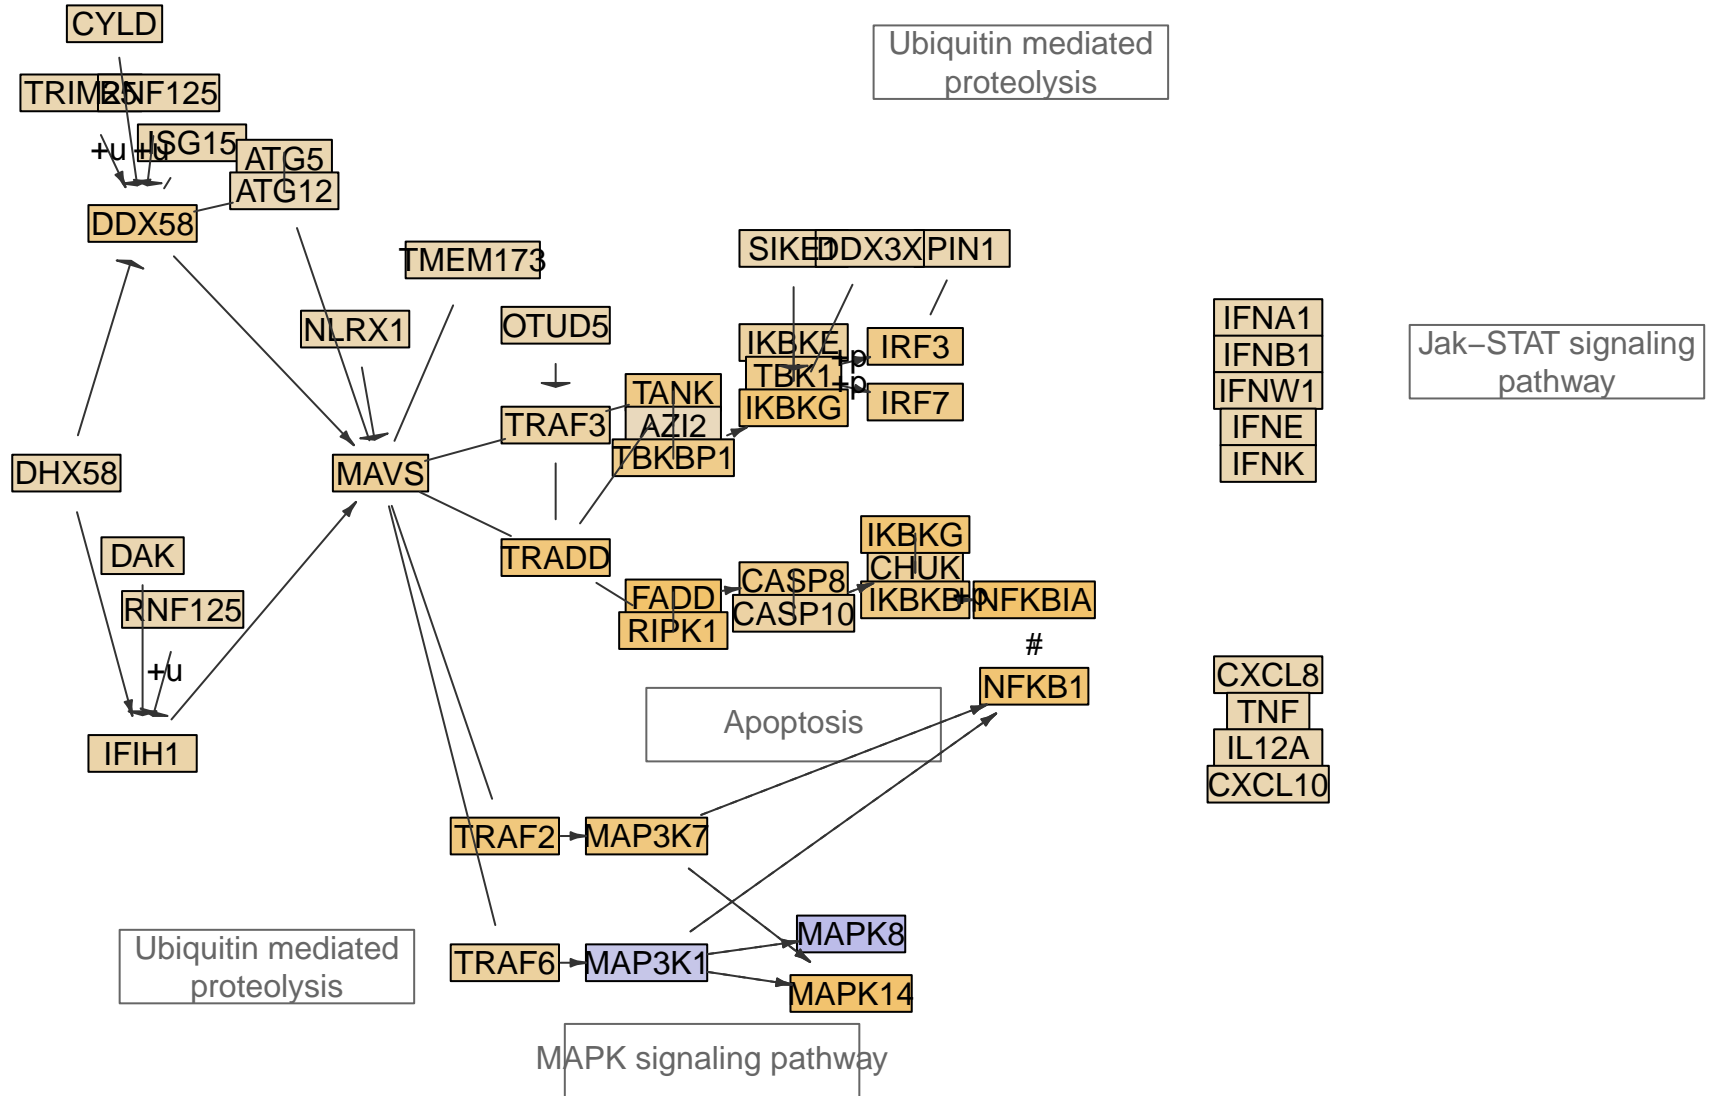 CYLD
Ubiquitin mediated
proteolysis
TRIM25
RNF125
+u
+u
ISG15
ATG5
ATG12
DDX58
TMEM173
SIKE1
DDX3X
PIN1
NLRX1
OTUD5
IKBKE
+p
IRF3
TBK1
+p
IKBKG
IRF7
IFNA1
IFNB1
IFNW1
IFNE
IFNK
Jak−STAT signaling
pathway
TANK
TRAF3
AZI2
TBKBP1
DHX58
MAVS
DAK
TRADD
IKBKG
CHUK
IKBKB
+p
NFKBIA
CASP8
CASP10
FADD
RIPK1
RNF125
+u
#
NFKB1
CXCL8
TNF
IL12A
CXCL10
Apoptosis
IFIH1
TRAF2
MAP3K7
MAPK8
TRAF6
MAP3K1
MAPK14
Ubiquitin mediated
proteolysis
MAPK signaling pathway